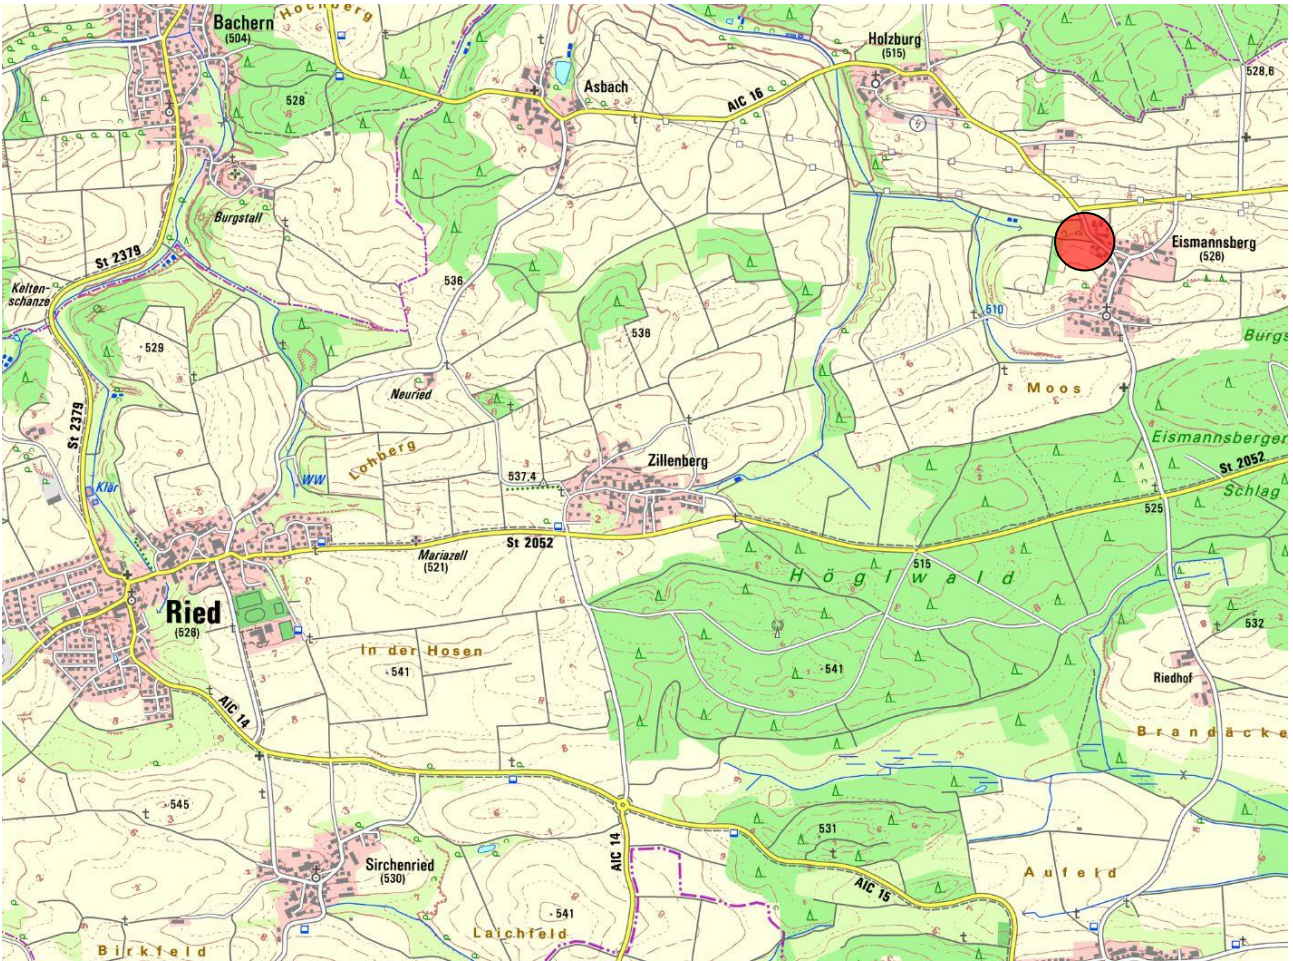 Hochberg
Bachern
(504)
Holzburg
(515)
528,6
528
Asbach
AIC 16
Burgstall
St 2379
Eismannsberg
(526)
Kelten-
schanze
536
510
529
536
Burgs
Neuried
Moos
St 2379
Lohberg
Eismannsberger
Zillenberg
St 2052
537.4
WW
Klär
Schlag
525
St 2052
Mariazell
(521)
515
Höglwald
Ried
(526)
532
In der Hosen
541
541
Riedhof
AIC 14
Brandäcke
545
531
Sirchenried
(530)
AIC 14
AIC 15
Aufeld
541
Laichfeld
Birkfeld